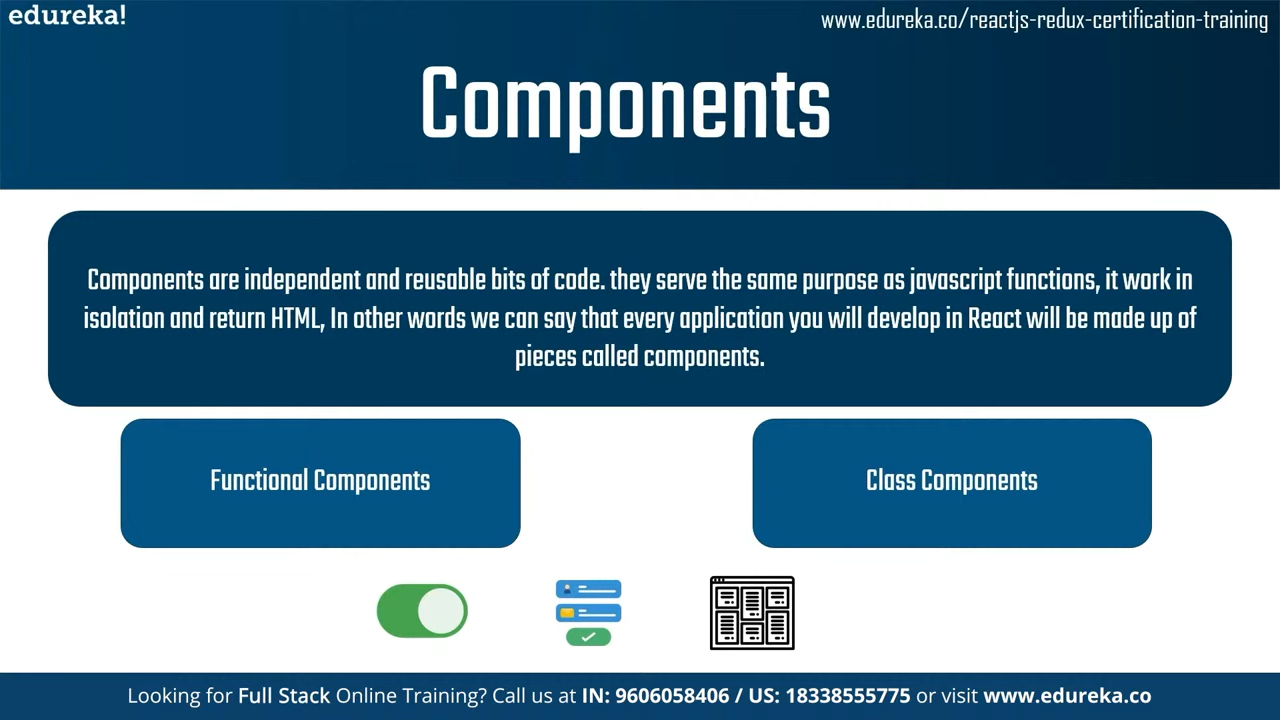 edureka!
www.edureka.co/reactjs-redux-certification-training
Components
Components are independent and reusable bits of code. they serve the same purpose as javascript functions, it work in
isolation and return HTML, In other words we can say that every application you will develop in React will be made up of
pieces called components.
Functional Components
Class Components
Looking for Full Stack Online Training? Call us at IN: 9606058406 / US: 18338555775 or visit www.edureka.co